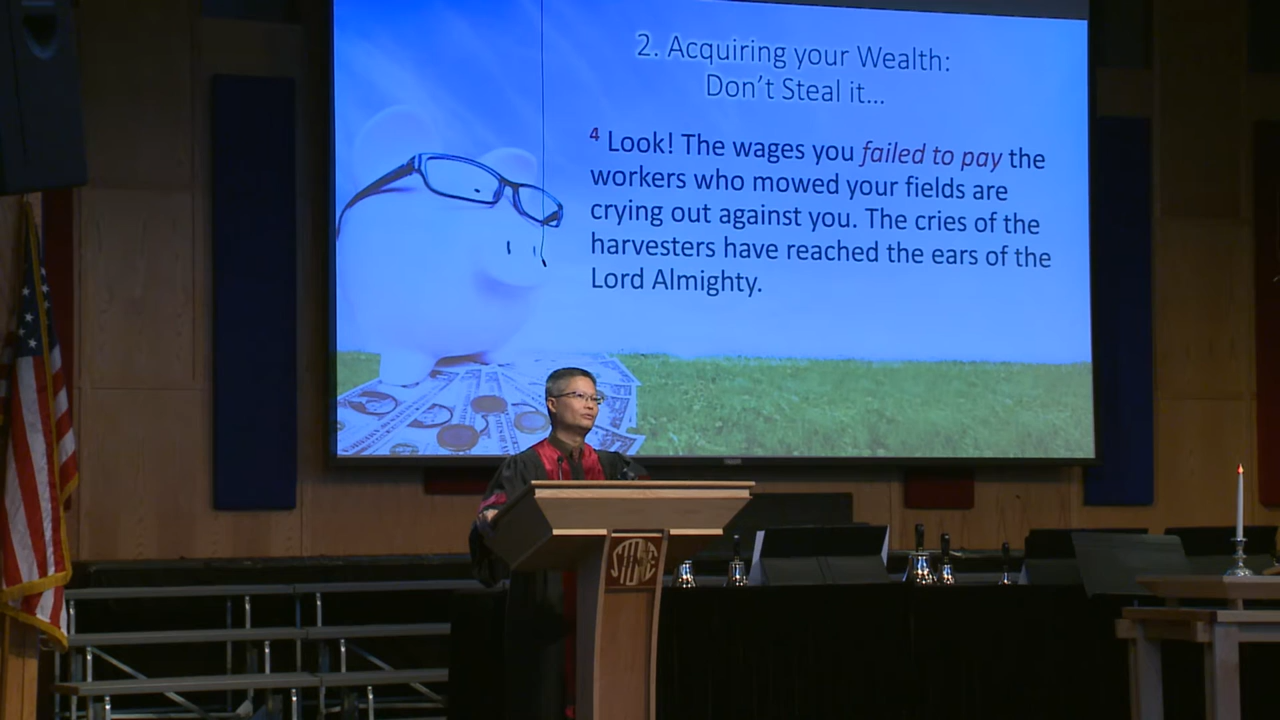 2. Acquiring your Wealth:
Don't Steal it...
4 Look! The wages you failed to pay the
workers who mowed your fields are
crying out against you. The cries of the
harvesters have reached the ears of the
Lord Almighty.